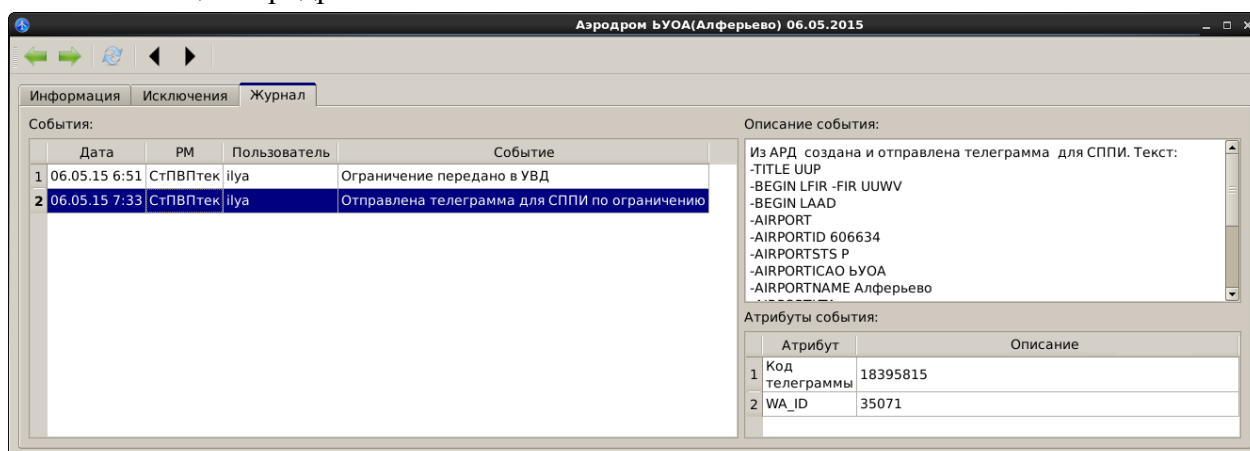 Аэродром ЬУОА(Алферьево) 06.05.2015
Информация Исключения Журнал
События:
Дата РМ Пользователь Событие
1 06.05.15 6:51 СтПВПтек ilya Ограничение передано в УВД
2 06.05.15 7:33 СтПВПтек ilya Отправлена телеграмма для СППИ по ограничению
Описание события:
Из АРД создана и отправлена телеграмма для СППИ. Текст:
-TITLE UUP
-BEGIN LFIR -FIR UUWV
-BEGIN LAAD
-AIRPORT
-AIRPORTID 606634
-AIRPORTSTS P
-AIRPORTICAO ЬУОА
-AIRPORTNAME Алферьево
Атрибуты события:
Атрибут Описание
1 Код телеграммы 18395815
2 WA_ID 35071